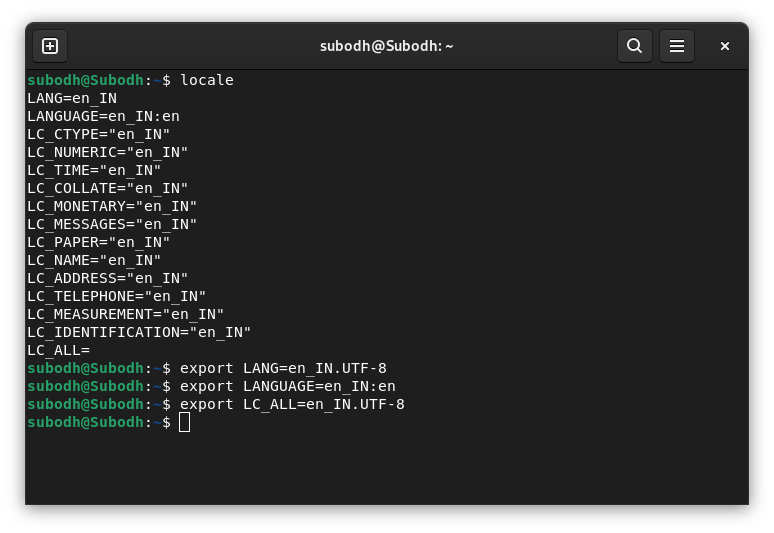 subodh@Subodh: ~
subodh@Subodh:~$ locale
LANG=en_IN
LANGUAGE=en_IN:en
LC_CTYPE="en_IN"
LC_NUMERIC="en_IN"
LC_TIME="en_IN"
LC_COLLATE="en_IN"
LC_MONETARY="en_IN"
LC_MESSAGES="en_IN"
LC_PAPER="en_IN"
LC_NAME="en_IN"
LC_ADDRESS="en_IN"
LC_TELEPHONE="en_IN"
LC_MEASUREMENT="en_IN"
LC_IDENTIFICATION="en_IN"
LC_ALL=
subodh@Subodh:~$ export LANG=en_IN.UTF-8
subodh@Subodh:~$ export LANGUAGE=en_IN:en
subodh@Subodh:~$ export LC_ALL=en_IN.UTF-8
subodh@Subodh:~$